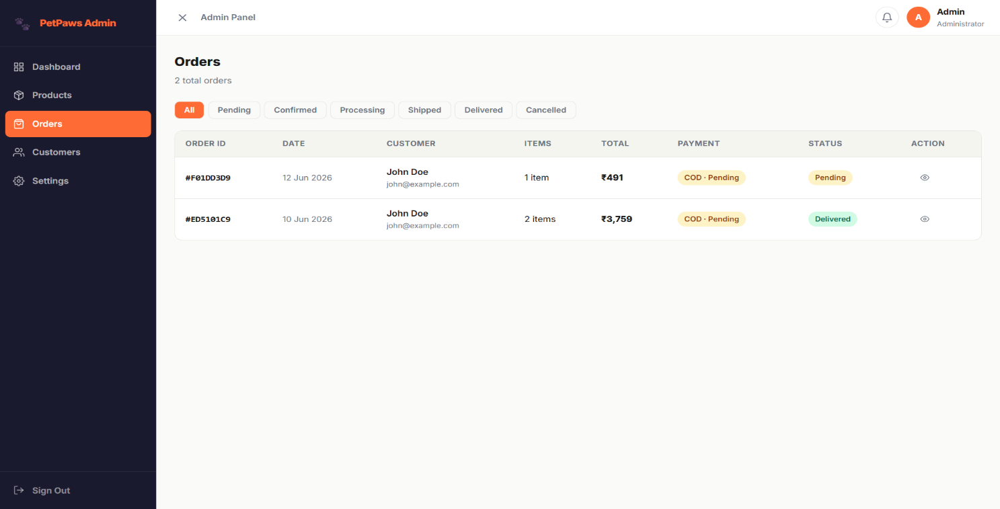 PetPaws Admin
Dashboard
Products
Orders
Customers
Settings
Sign Out
Admin Panel
A
Admin
Administrator
Orders
2 total orders
All Pending Confirmed Processing Shipped Delivered Cancelled
ORDER ID DATE CUSTOMER ITEMS TOTAL PAYMENT STATUS ACTION
#F01DD3D9 12 Jun 2026 John Doe 1 item ₹491 COD · Pending Pending
john@example.com
#ED5101C9 10 Jun 2026 John Doe 2 items ₹3,759 COD · Pending Delivered
john@example.com